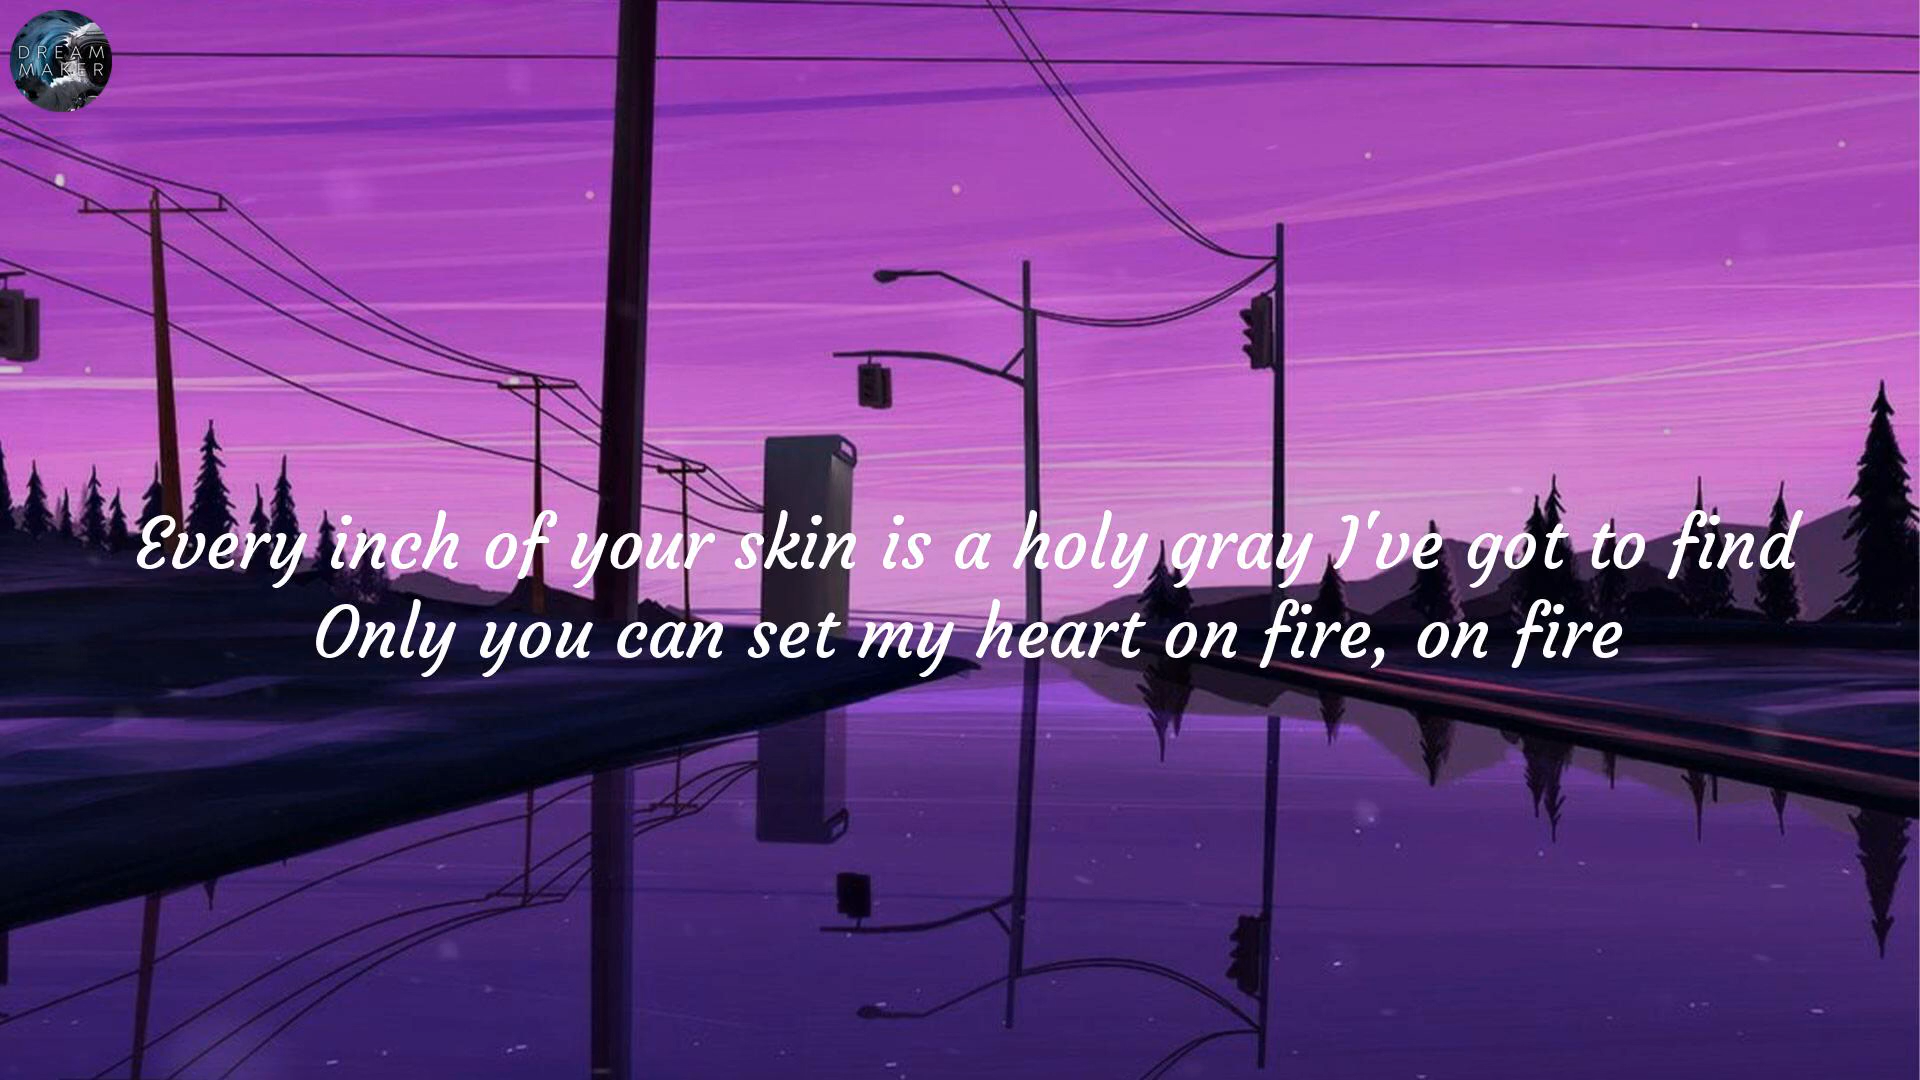 DREAM
MAKER
Every inch of your skin is a holy gray I've got to find
Only you can set my heart on fire, on fire